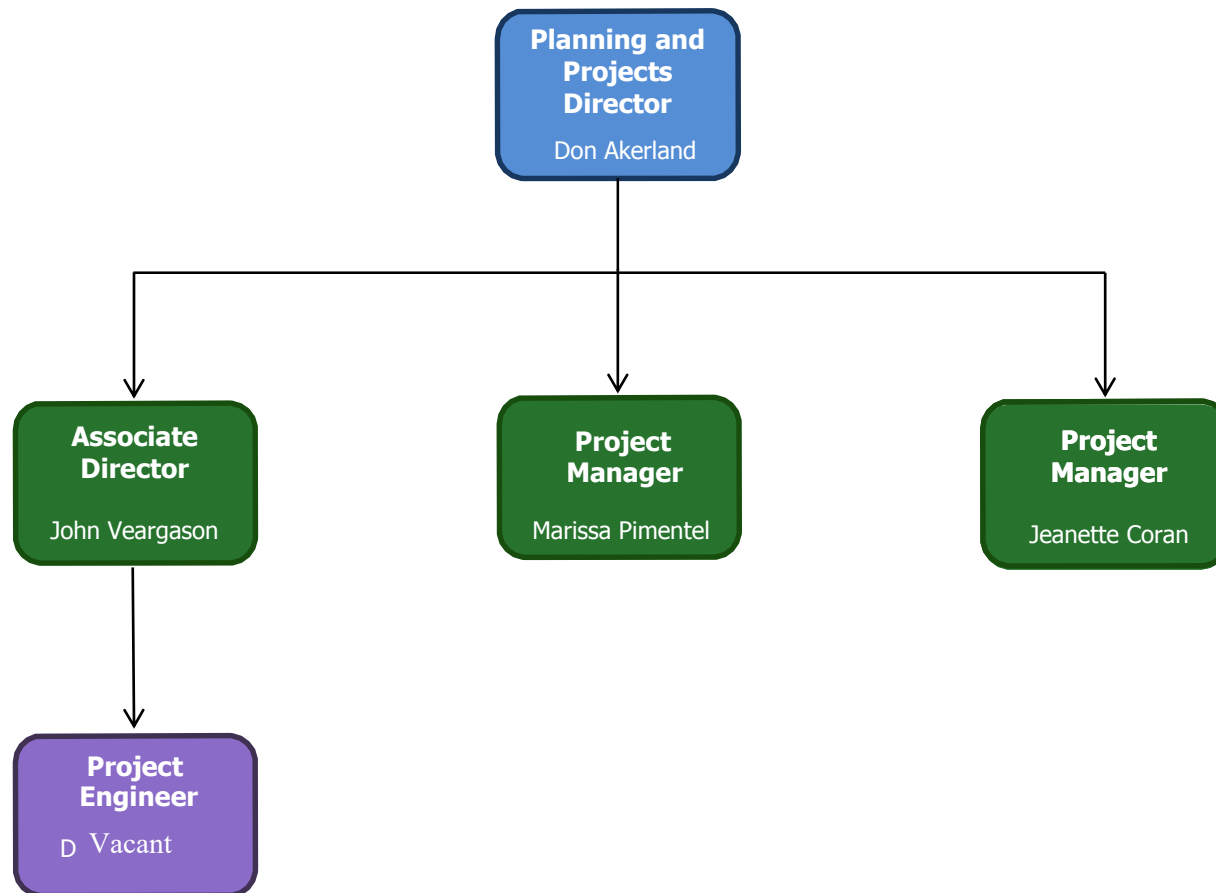 Planning and
Projects
Director
Don Akerland
Associate
Director
John Veargason
Project
Manager
Marissa Pimentel
Project
Manager
Jeanette Coran
Project
Engineer
D Vacant